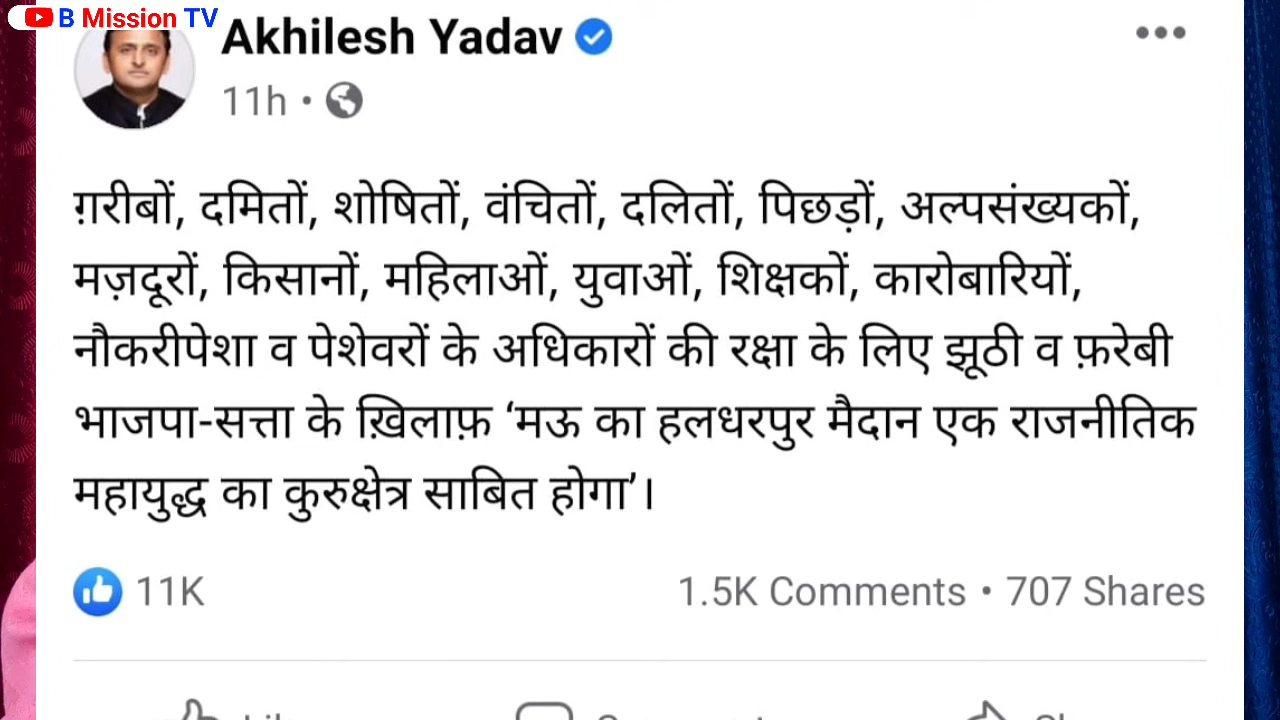 B Mission TV
Akhilesh Yadav
11h •
ग़रीबों, दमितों, शोषितों, वंचितों, दलितों, पिछड़ों, अल्पसंख्यकों,
मज़दूरों, किसानों, महिलाओं, युवाओं, शिक्षकों, कारोबारियों,
नौकरीपेशा व पेशेवरों के अधिकारों की रक्षा के लिए झूठी व फ़रेबी
भाजपा-सत्ता के ख़िलाफ़ ‘मऊ का हलधरपुर मैदान एक राजनीतिक
महायुद्ध का कुरुक्षेत्र साबित होगा’।
11K 1.5K Comments • 707 Shares